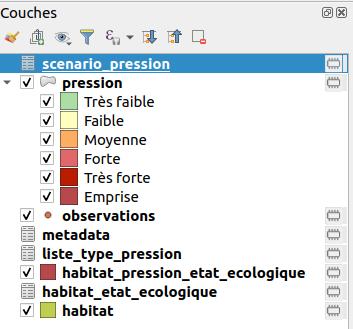 Couches
scenario_pression
pression
Très faible
Faible
Moyenne
Forte
Très forte
Emprise
observations
metadata
liste_type_pression
habitat_pression_etat_ecologique
habitat_etat_ecologique
habitat